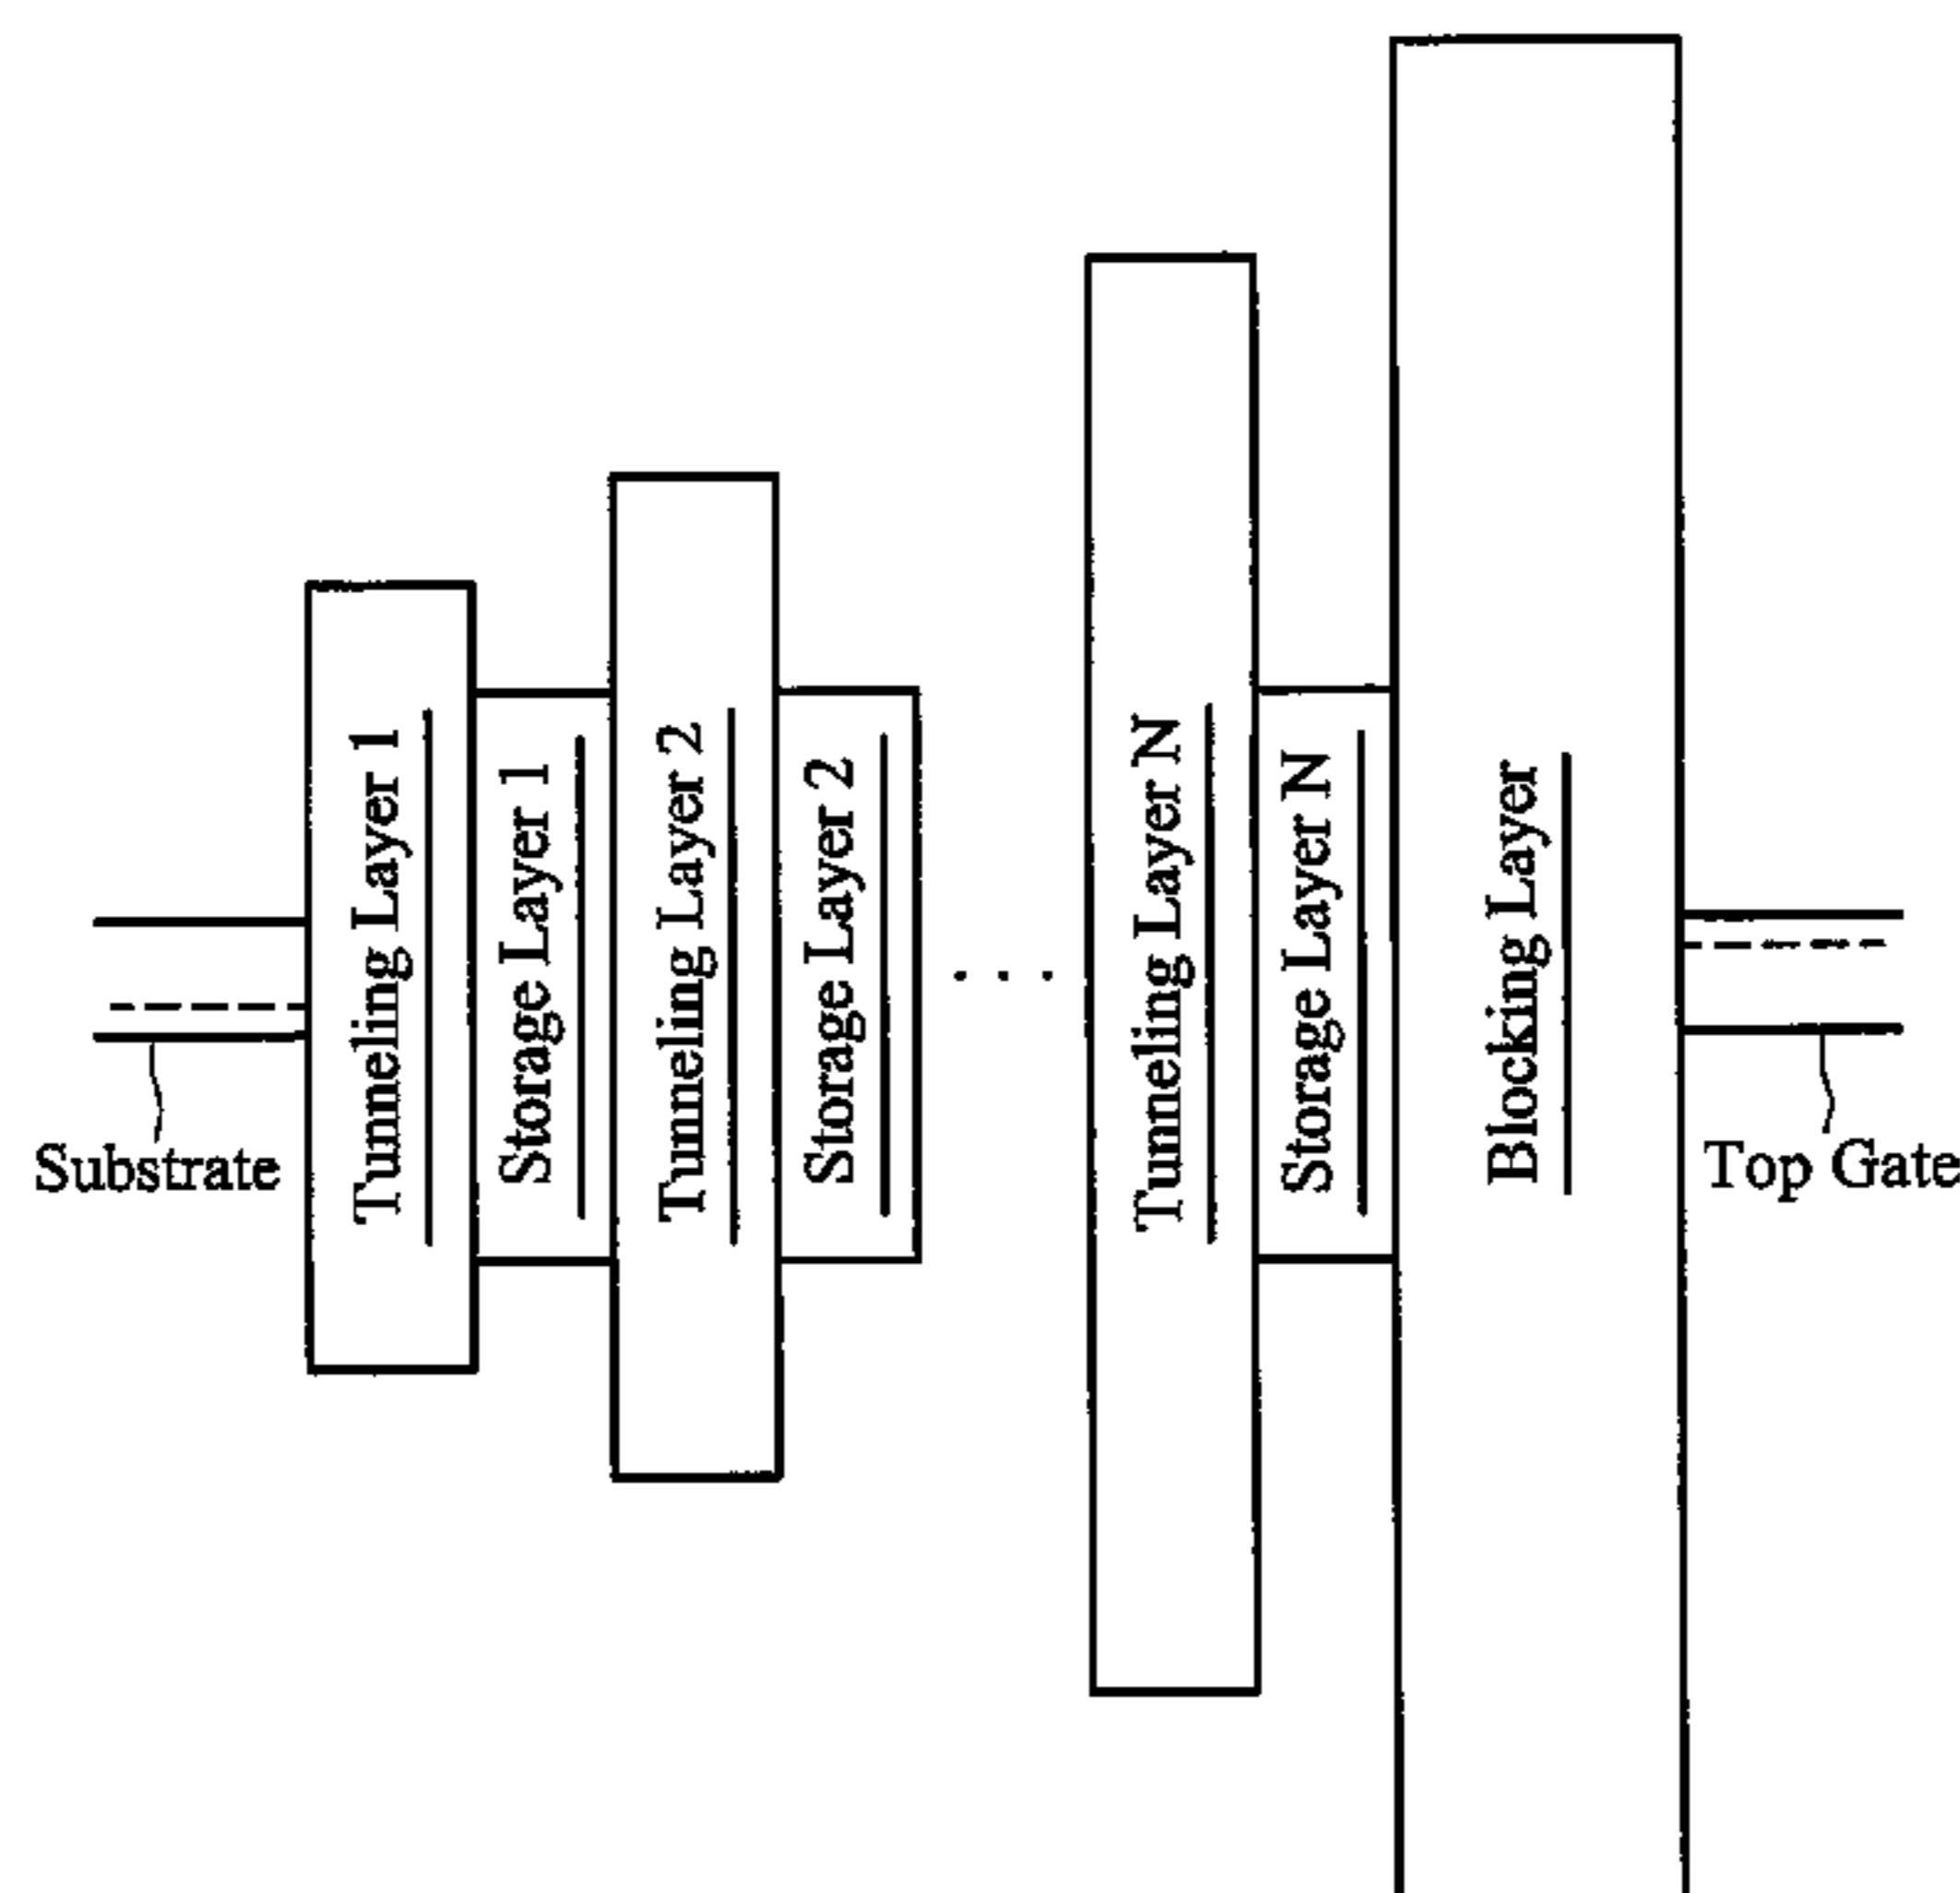 Substrate
Tunneling Layer 1
Storage Layer 1
Tunneling Layer 2
Storage Layer 2
. . .
Tunneling Layer N
Storage Layer N
Blocking Layer
Top Gate